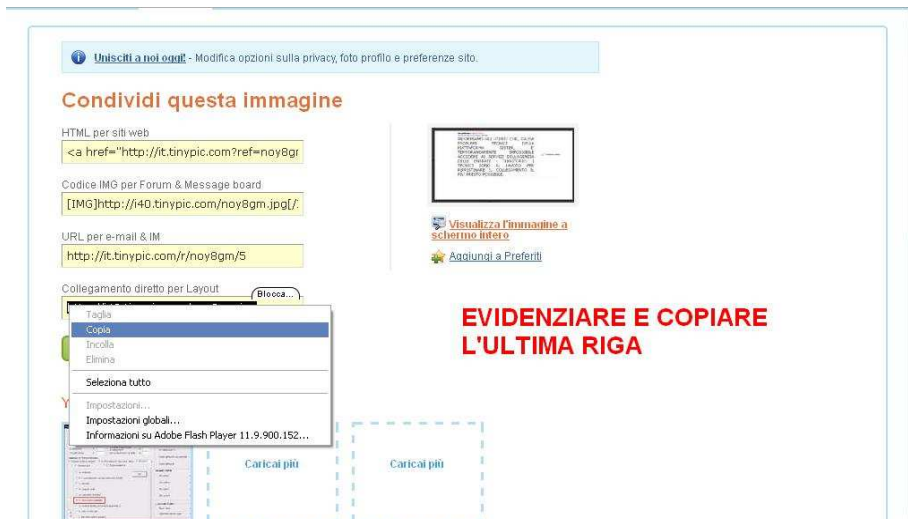 Unisciti a noi oggi! - Modifica opzioni sulla privacy, foto profilo e preferenze sito.
Condividi questa immagine
HTML per siti web
<a href="http://it.tinypic.com?ref=noy8gr
Codice IMG per Forum & Message board
[IMG]http://i40.tinypic.com/noy8gm.jpg[/
URL per e-mail & IM
http://it.tinypic.com/r/noy8gm/5
Collegamento diretto per Layout
Blocca...
Taglia
Copia
Incolla
Elimina
Seleziona tutto
Impostazioni...
Impostazioni globali...
Informazioni su Adobe Flash Player 11.9.900.152...
Visualizza l'immagine a
schermo intero
Aggiungi a Preferiti
EVIDENZIARE E COPIARE
L'ULTIMA RIGA
Y
Caricai più
Caricai più